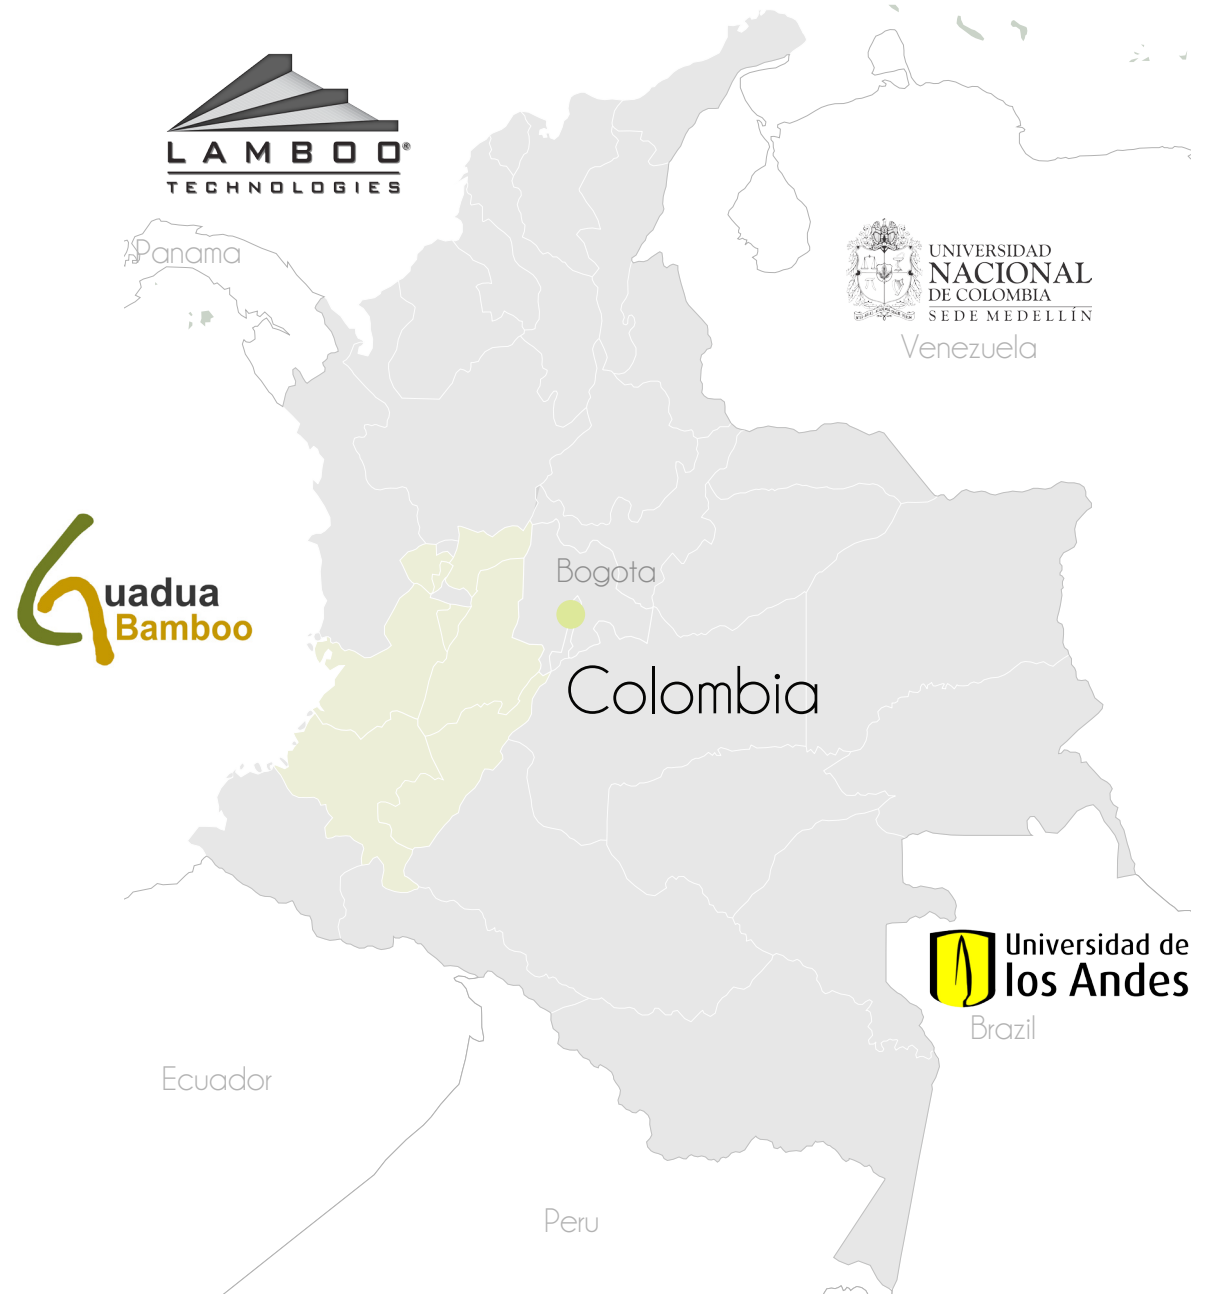 LAMBOO®
TECHNOLOGIES
Panama
UNIVERSIDAD
NACIONAL
DE COLOMBIA
SEDE MEDELLÍN
Venezuela
Guadua
Bamboo
Bogota
Colombia
Universidad de
los Andes
Brazil
Ecuador
Peru